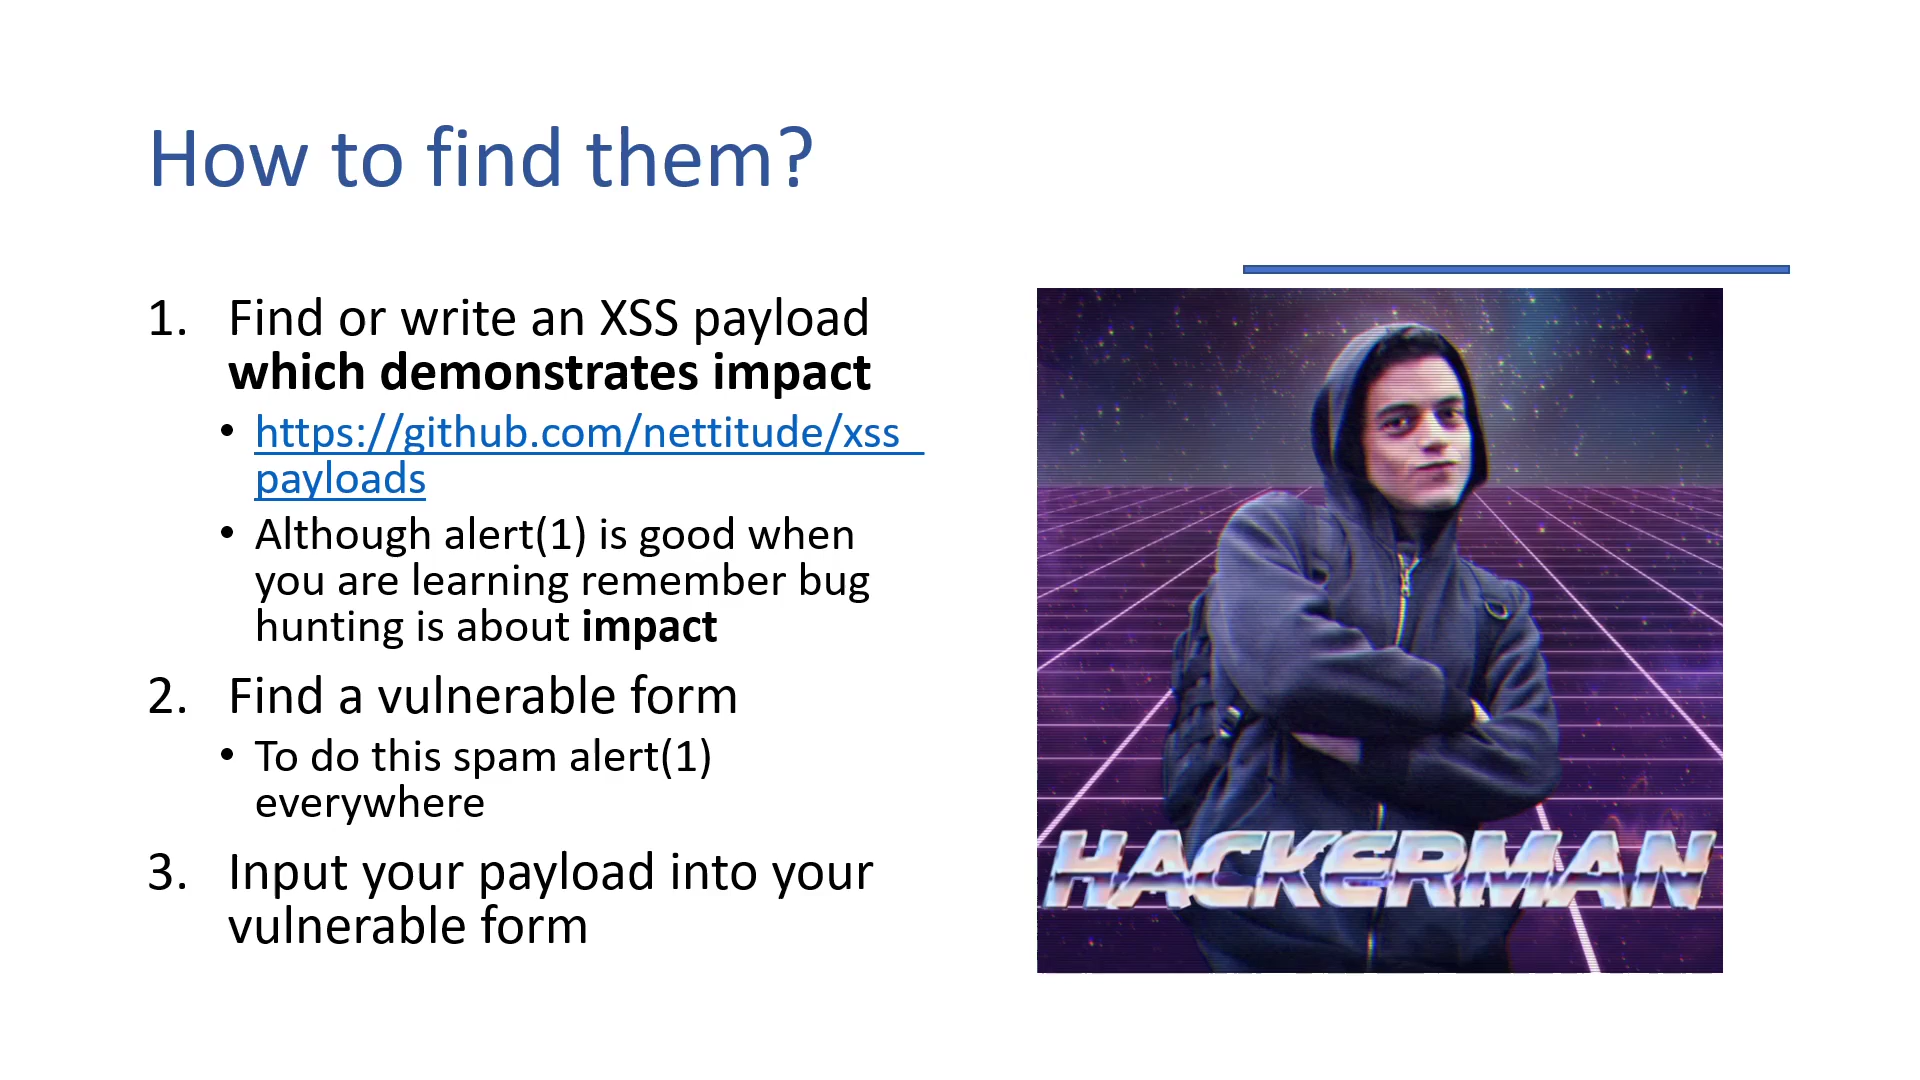 How to find them?
1. Find or write an XSS payload
which demonstrates impact
• https://github.com/nettitude/xss_
payloads
• Although alert(1) is good when
you are learning remember bug
hunting is about impact
2. Find a vulnerable form
• To do this spam alert(1)
everywhere
3. Input your payload into your
vulnerable form
HACKERMAN